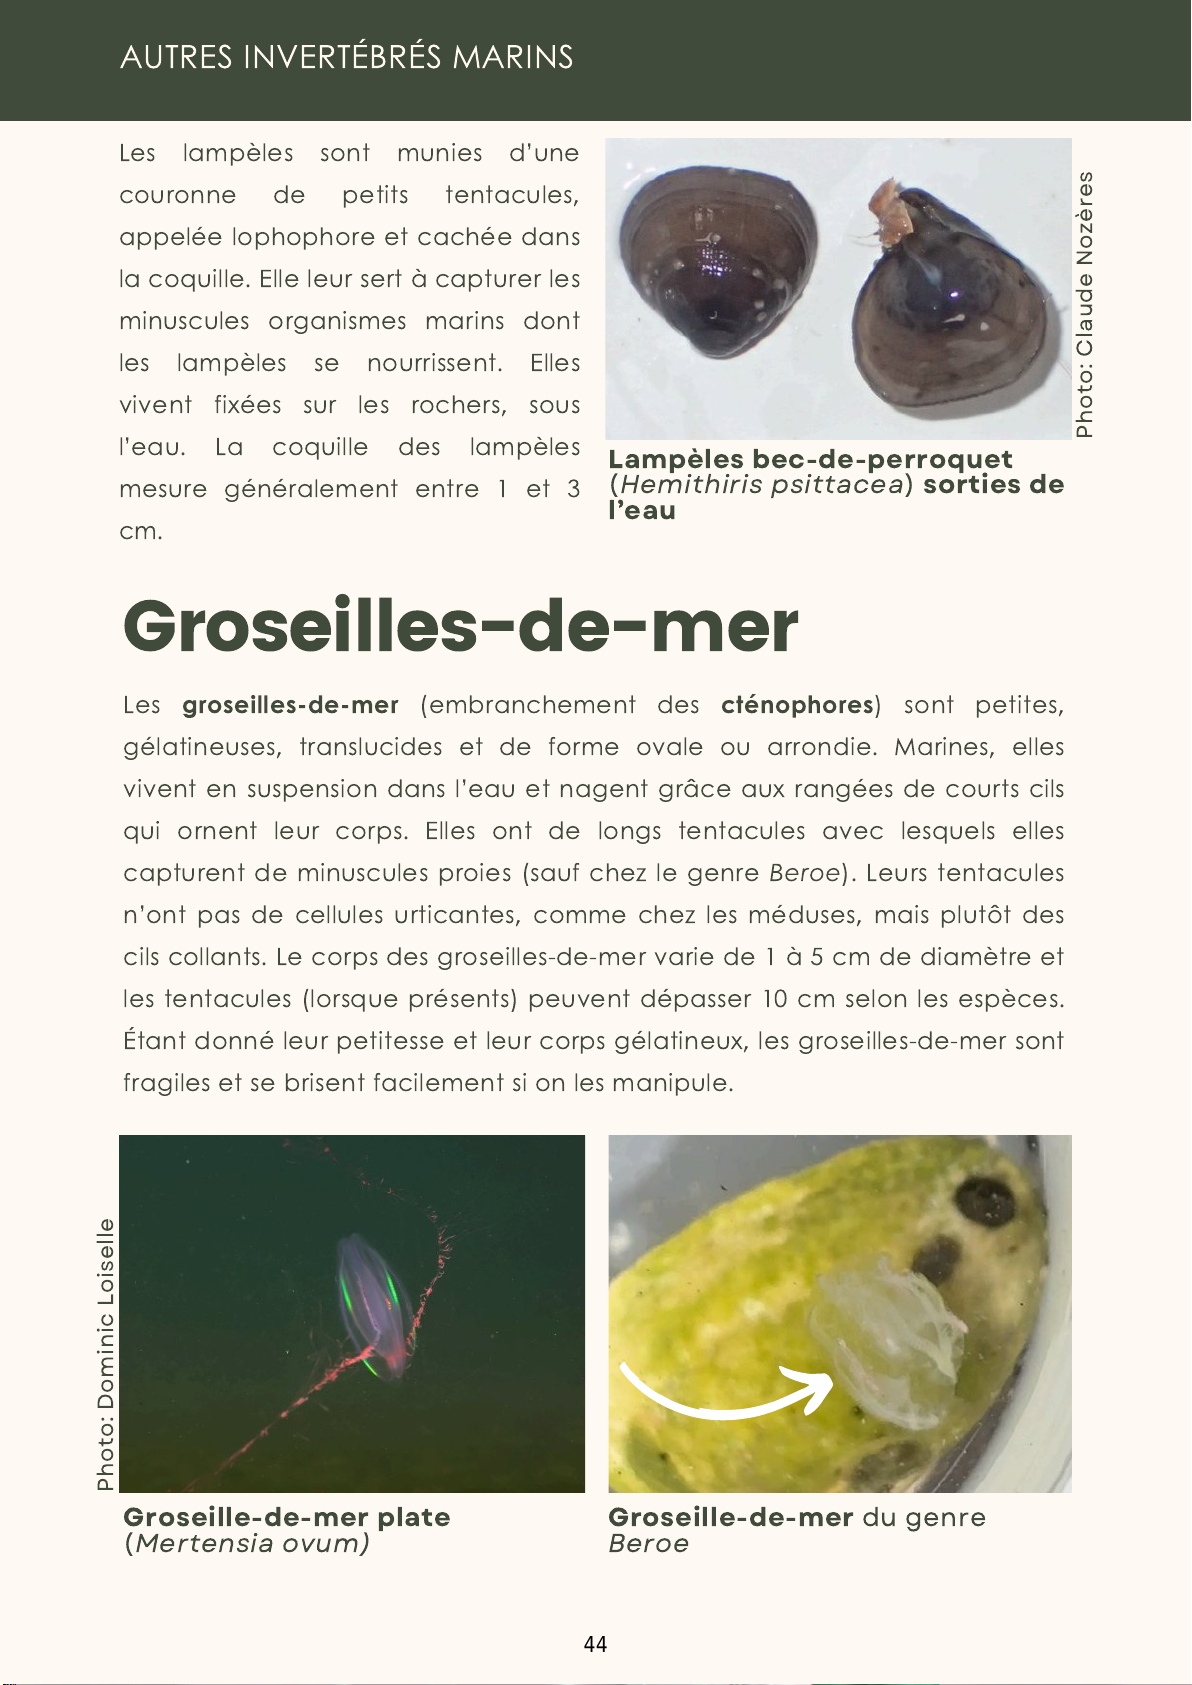 AUTRES INVERTÉBRÉS MARINS
Les lampèles sont munies d'une
couronne de petits tentacules,
appelée lophophore et cachée dans
la coquille. Elle leur sert à capturer les
minuscules organismes marins dont
les lampèles se nourrissent. Elles
vivent fixées sur les rochers, sous
l'eau. La coquille des lampèles
mesure généralement entre 1 et 3
cm.
Photo: Claude Nozères
Lampèles bec-de-perroquet
(Hemithiris psittacea) sorties de
l'eau
Groseilles-de-mer
Les groseilles-de-mer (embranchement des cténophores) sont petites,
gélatineuses, translucides et de forme ovale ou arrondie. Marines, elles
vivent en suspension dans l'eau et nagent grâce aux rangées de courts cils
qui ornent leur corps. Elles ont de longs tentacules avec lesquels elles
capturent de minuscules proies (sauf chez le genre Beroe). Leurs tentacules
n'ont pas de cellules urticantes, comme chez les méduses, mais plutôt des
cils collants. Le corps des groseilles-de-mer varie de 1 à 5 cm de diamètre et
les tentacules (lorsque présents) peuvent dépasser 10 cm selon les espèces.
Étant donné leur petitesse et leur corps gélatineux, les groseilles-de-mer sont
fragiles et se brisent facilement si on les manipule.
Photo: Dominic Loiselle
Groseille-de-mer plate
(Mertensia ovum)
Groseille-de-mer du genre
Beroe
44